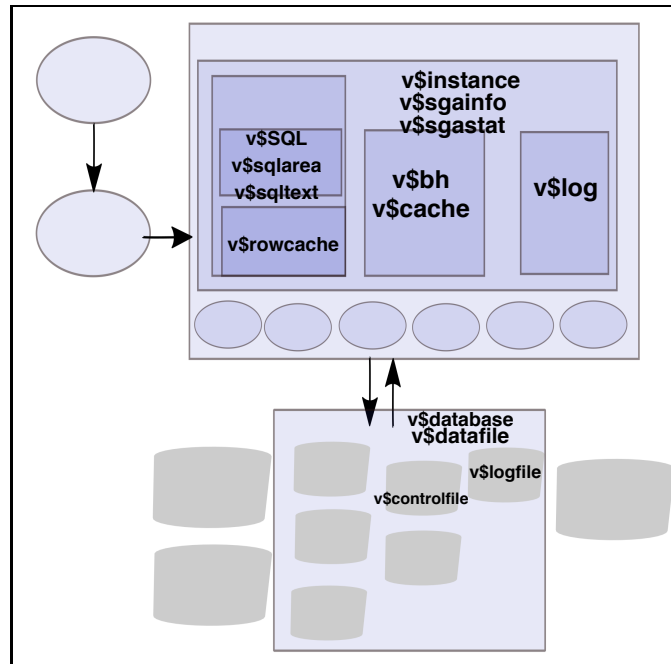 v$instance
v$sgainfo
v$sgastat
v$SQL
v$sqlarea
v$sqltext
v$rowcache
v$bh
v$cache
v$log
v$database
v$datafile
v$logfile
v$controlfile